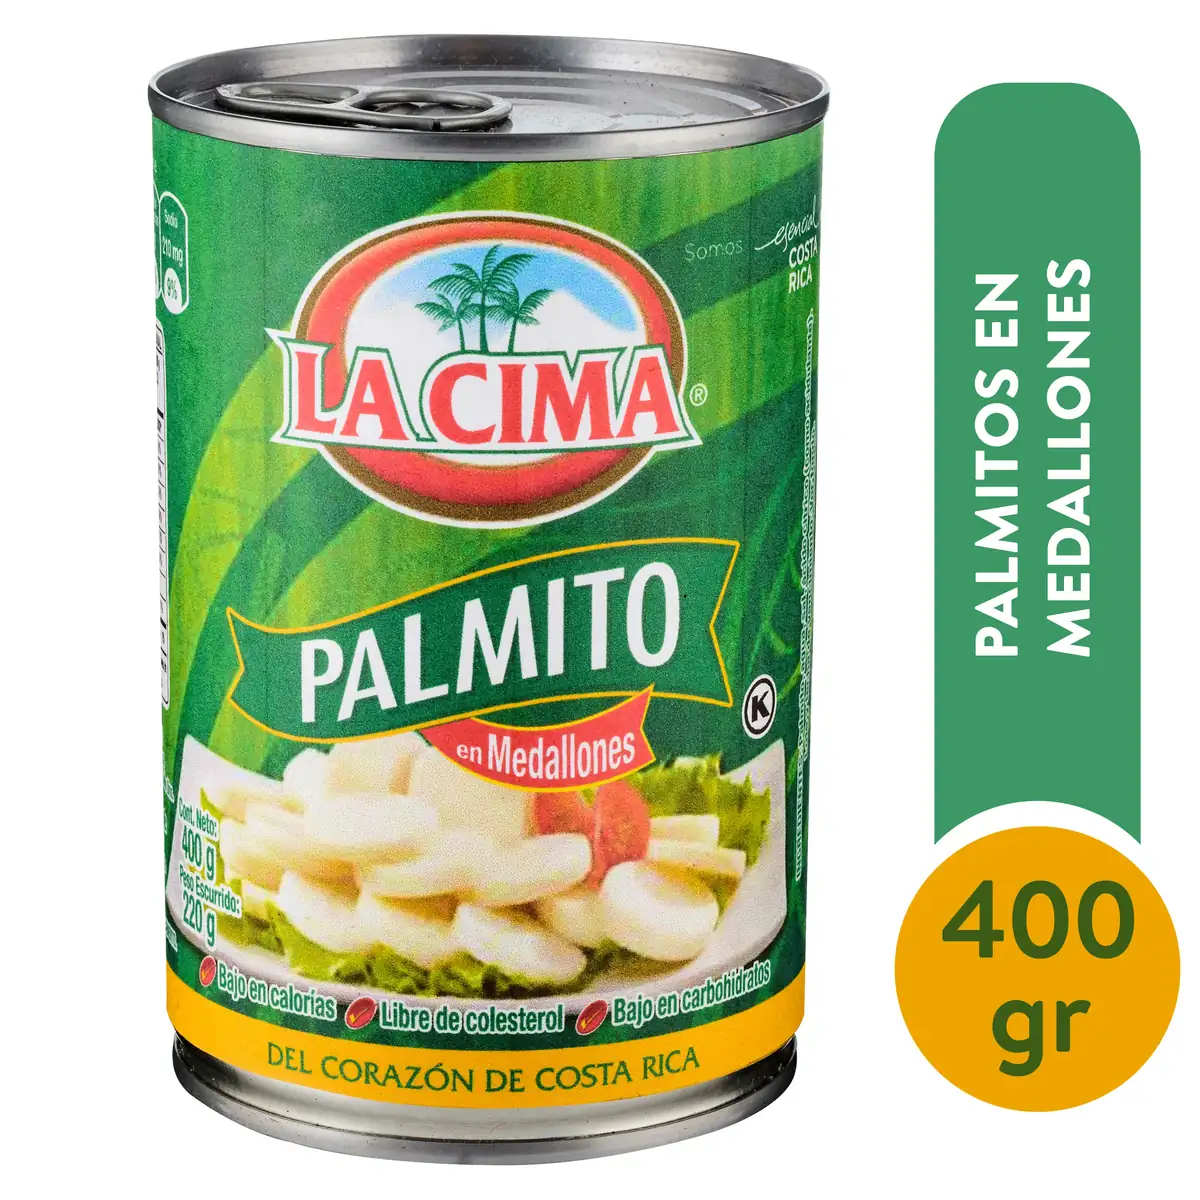 Sodio
210 mg
9%
Somos
esencial
COSTA
RICA
LA CIMA
®
PALMITO
en Medallones
K
Cont. Neto:
400 g
Peso Escurrido:
220 g
Bajo en calorías
Libre de colesterol
Bajo en carbohidratos
DEL CORAZÓN DE COSTA RICA
PALMITOS EN
MEDALLONES
400
gr